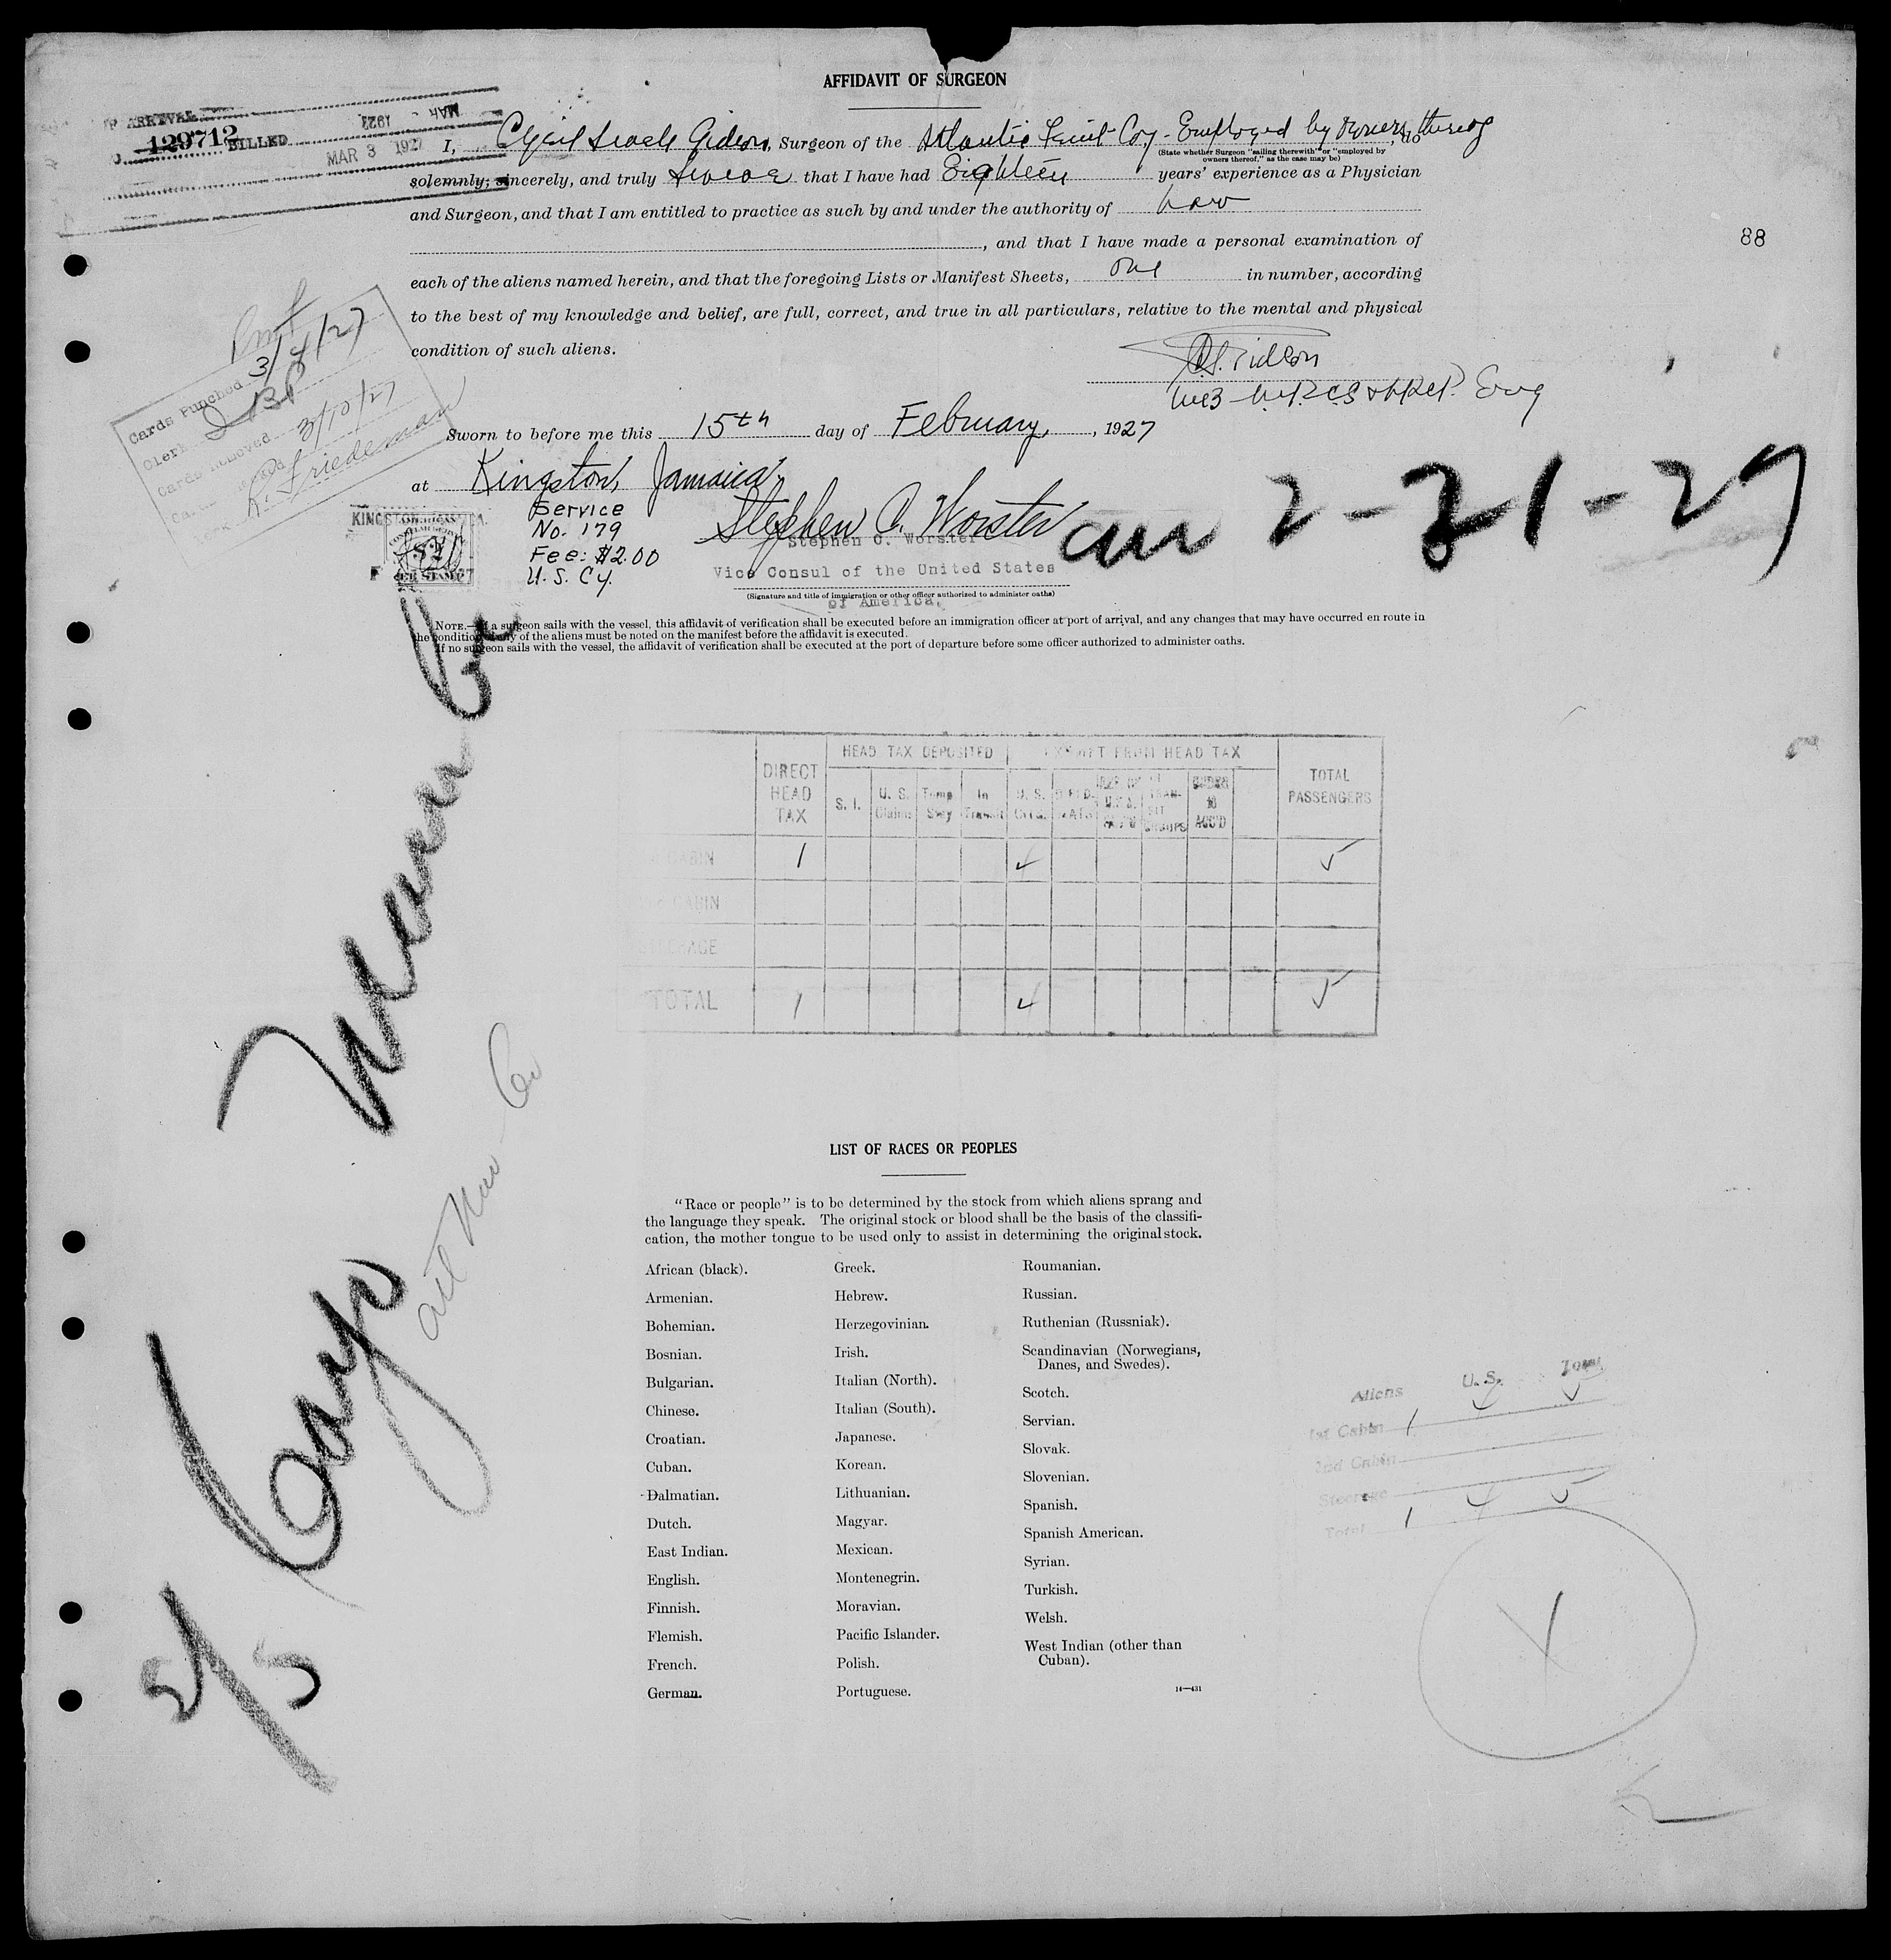 AFFIDAVIT OF SURGEON
129712 BILLED
MAR 3 1927
I, Gideon, Surgeon of the Atlantic Fruit Coy - Employed by Owners thereof, do
(State whether Surgeon "sailing therewith" or "employed by
owners thereof," as the case may be)
solemnly, sincerely, and truly swear that I have had Eighteen years' experience as a Physician
and Surgeon, and that I am entitled to practice as such by and under the authority of Law
, and that I have made a personal examination of
each of the aliens named herein, and that the foregoing Lists or Manifest Sheets, one in number, according
to the best of my knowledge and belief, are full, correct, and true in all particulars, relative to the mental and physical
condition of such aliens.
88
Cards Punched 3/4/27
Clerk
Cards Removed 3/10/27
K. Friedeman
C.S. Gideon
Eng
Sworn to before me this 15th day of February, 1927
at Kingston, Jamaica
Service
No. 179
Fee: $2.00
U. S. Cy.
Stephen C. Worster
Stephen C. Worster
Vice Consul of the United States
(Signature and title of immigration or other officer authorized to administer oaths)
of America,
arr 2-21-27
NOTE.—If a surgeon sails with the vessel, this affidavit of verification shall be executed before an immigration officer at port of arrival, and any changes that may have occurred en route in
the condition of any of the aliens must be noted on the manifest before the affidavit is executed.
If no surgeon sails with the vessel, the affidavit of verification shall be executed at the port of departure before some officer authorized to administer oaths.
DIRECT HEAD TAX
HEAD TAX DEPOSITED
EXEMPT FROM HEAD TAX
TOTAL PASSENGERS
S. I.
U. S. Claims
Temp Stay
In Transit
U. S. Citz.
UNDER 16 ACC'D
CABIN 1 4 5
CABIN
STEERAGE
TOTAL 1 4 5
S/S Cayo Mambi
LIST OF RACES OR PEOPLES
"Race or people" is to be determined by the stock from which aliens sprang and
the language they speak. The original stock or blood shall be the basis of the classifi-
cation, the mother tongue to be used only to assist in determining the original stock.
African (black).
Armenian.
Bohemian.
Bosnian.
Bulgarian.
Chinese.
Croatian.
Cuban.
Dalmatian.
Dutch.
East Indian.
English.
Finnish.
Flemish.
French.
German.
Greek.
Hebrew.
Herzegovinian.
Irish.
Italian (North).
Italian (South).
Japanese.
Korean.
Lithuanian.
Magyar.
Mexican.
Montenegrin.
Moravian.
Pacific Islander.
Polish.
Portuguese.
Roumanian.
Russian.
Ruthenian (Russniak).
Scandinavian (Norwegians,
Danes, and Swedes).
Scotch.
Servian.
Slovak.
Slovenian.
Spanish.
Spanish American.
Syrian.
Turkish.
Welsh.
West Indian (other than
Cuban).
14—431
Aliens U. S. Total
1st Cabin 1 4 5
2nd Cabin
Steerage
Total 1 4 5